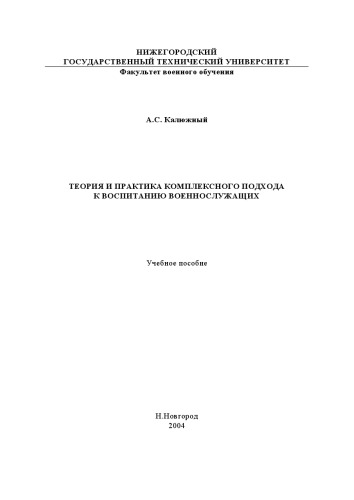 НИЖЕГОРОДСКИЙ
ГОСУДАРСТВЕННЫЙ ТЕХНИЧЕСКИЙ УНИВЕРСИТЕТ
Факультет военного обучения
А.С. Калюжный
ТЕОРИЯ И ПРАКТИКА КОМПЛЕКСНОГО ПОДХОДА
К ВОСПИТАНИЮ ВОЕННОСЛУЖАЩИХ
Учебное пособие
Н.Новгород
2004